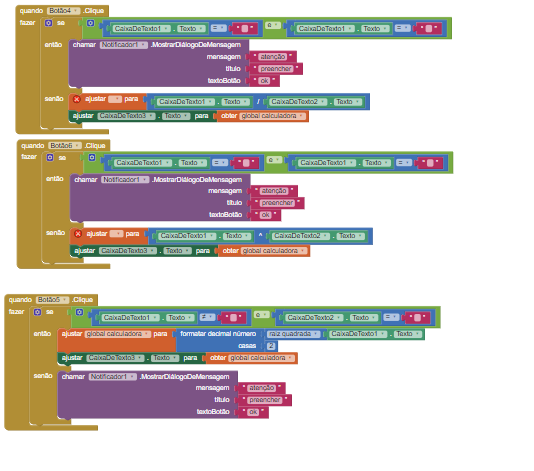 quando Botão4 .Clique
fazer se CaixaDeTexto1 . Texto = " " e CaixaDeTexto1 . Texto = " "
então chamar Notificador1 .MostrarDiálogoDeMensagem
mensagem " atenção "
título " preencher "
textoBotão " ok "
senão ajustar para CaixaDeTexto1 . Texto / CaixaDeTexto2 . Texto
ajustar CaixaDeTexto3 . Texto para obter global calculadora
quando Botão6 .Clique
fazer se CaixaDeTexto1 . Texto = " " e CaixaDeTexto1 . Texto = " "
então chamar Notificador1 .MostrarDiálogoDeMensagem
mensagem " atenção "
título " preencher "
textoBotão " ok "
senão ajustar para CaixaDeTexto1 . Texto ^ CaixaDeTexto2 . Texto
ajustar CaixaDeTexto3 . Texto para obter global calculadora
quando Botão5 .Clique
fazer se CaixaDeTexto1 . Texto ≠ " " e CaixaDeTexto2 . Texto = " "
então ajustar global calculadora para formatar decimal número raiz quadrada CaixaDeTexto1 . Texto
casas 2
ajustar CaixaDeTexto3 . Texto para obter global calculadora
senão chamar Notificador1 .MostrarDiálogoDeMensagem
mensagem " atenção "
título " preencher "
textoBotão " ok "